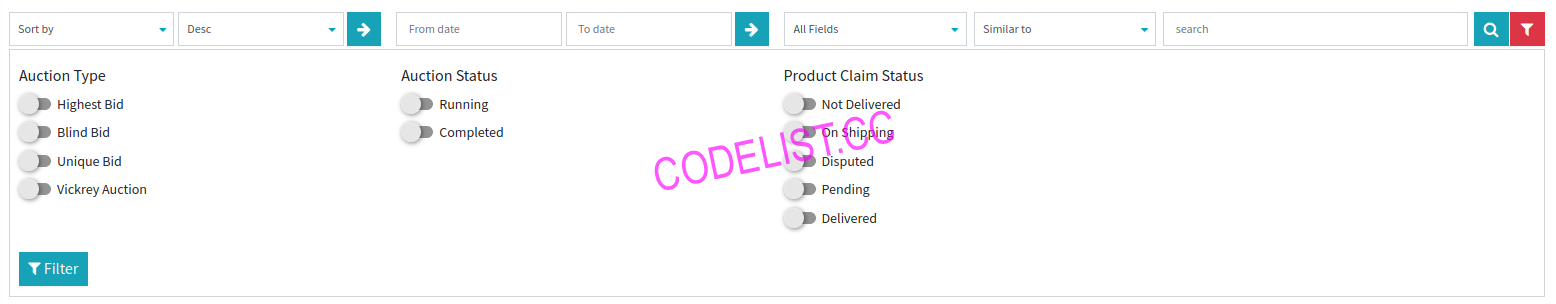 Sort by Desc From date To date All Fields Similar to search
Auction Type Auction Status Product Claim Status
Highest Bid Running Not Delivered
Blind Bid Completed On Shipping
Unique Bid Disputed
Vickrey Auction Pending
Delivered
CODELIST.CC
Filter